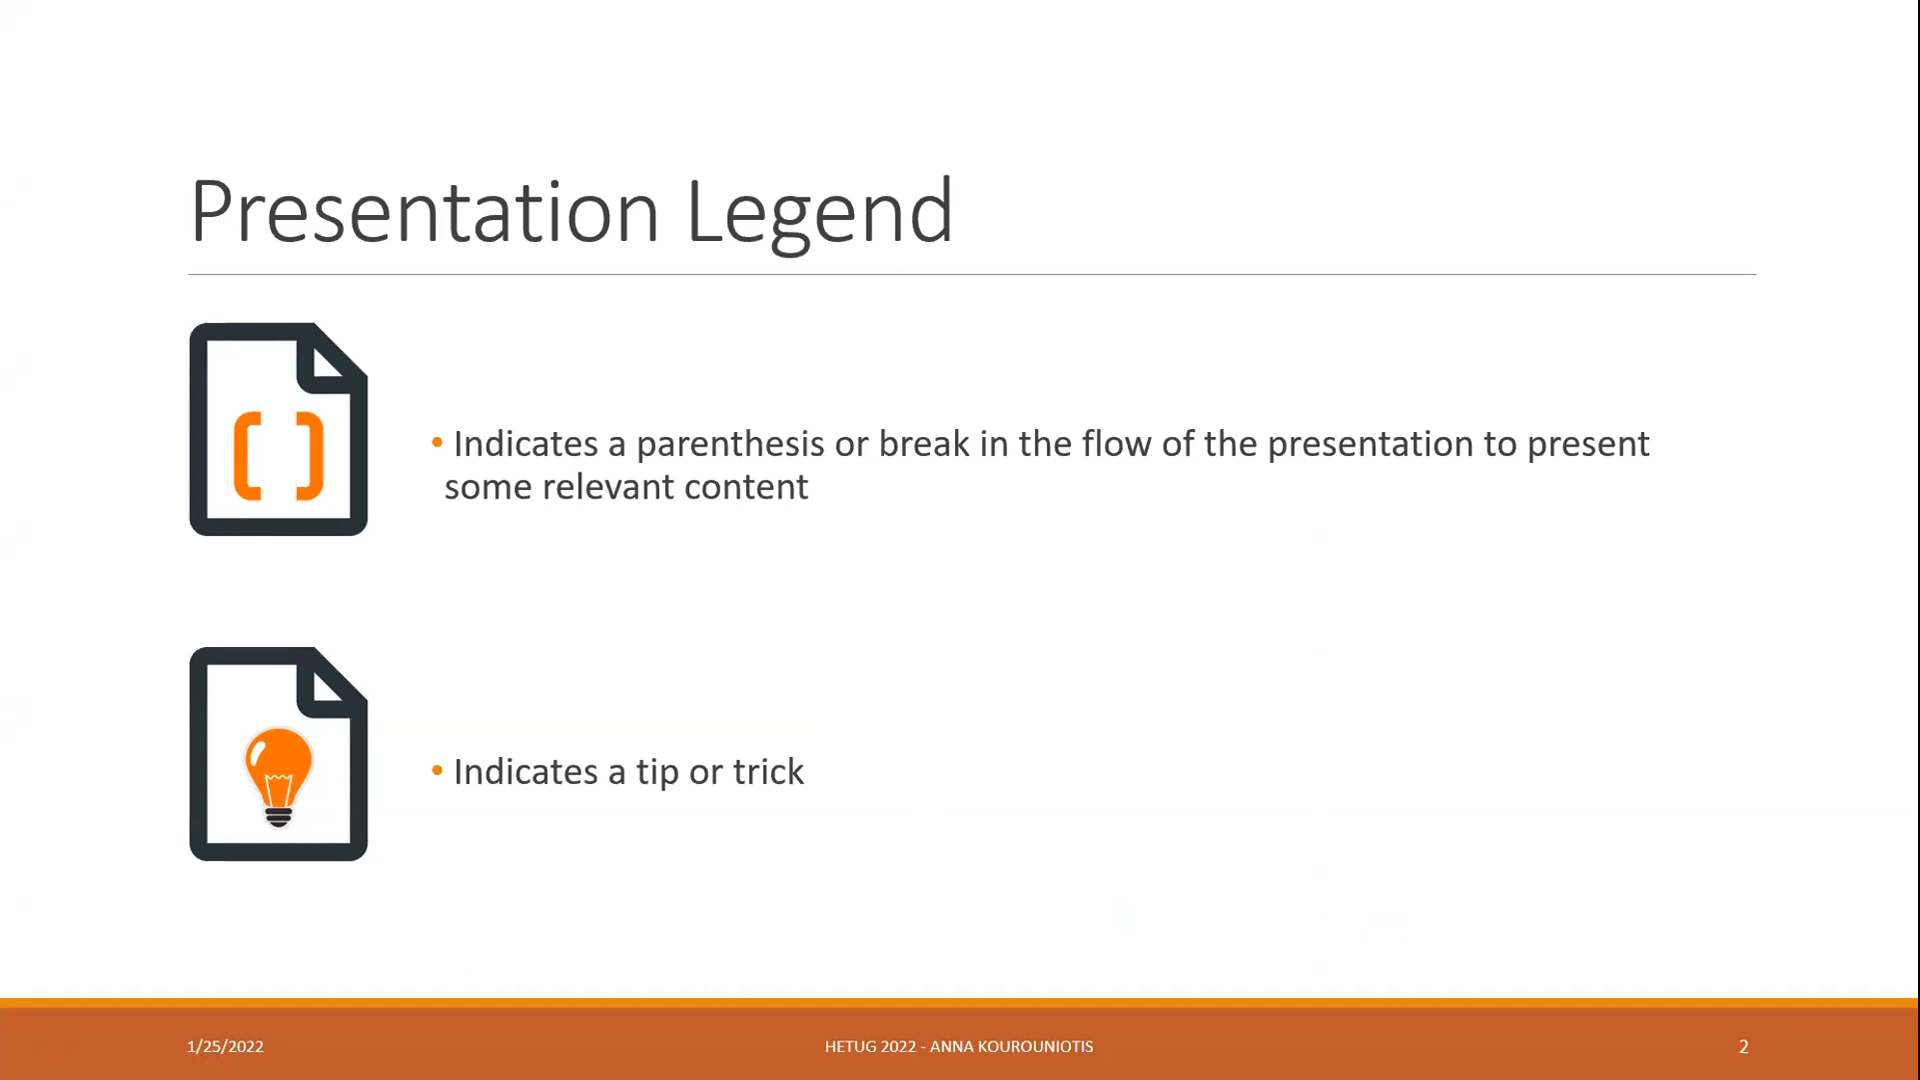 Presentation Legend
• Indicates a parenthesis or break in the flow of the presentation to present
some relevant content
• Indicates a tip or trick
1/25/2022
HETUG 2022 - ANNA KOUROUNIOTIS
2